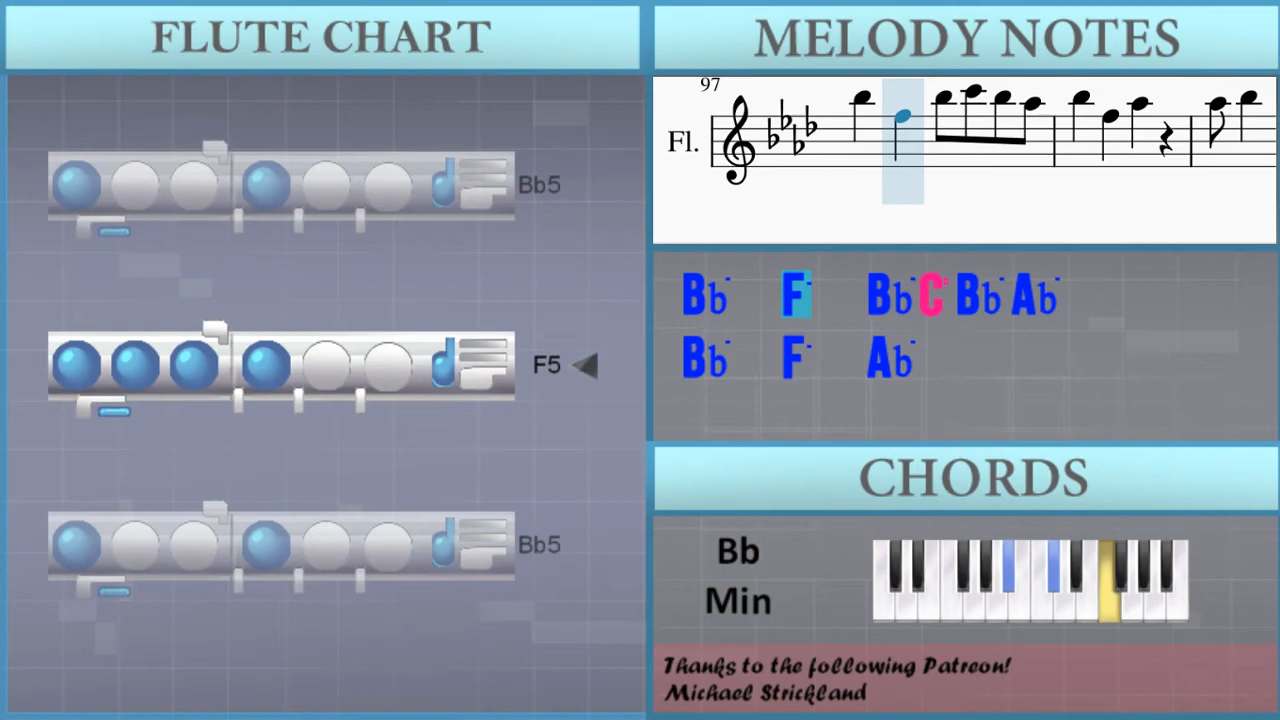 FLUTE CHART
Bb5
F5
Bb5
MELODY NOTES
97
Fl.
Bb- F- Bb- C= Bb- Ab-
Bb- F- Ab-
CHORDS
Bb
Min
Thanks to the following Patreon!
Michael Strickland